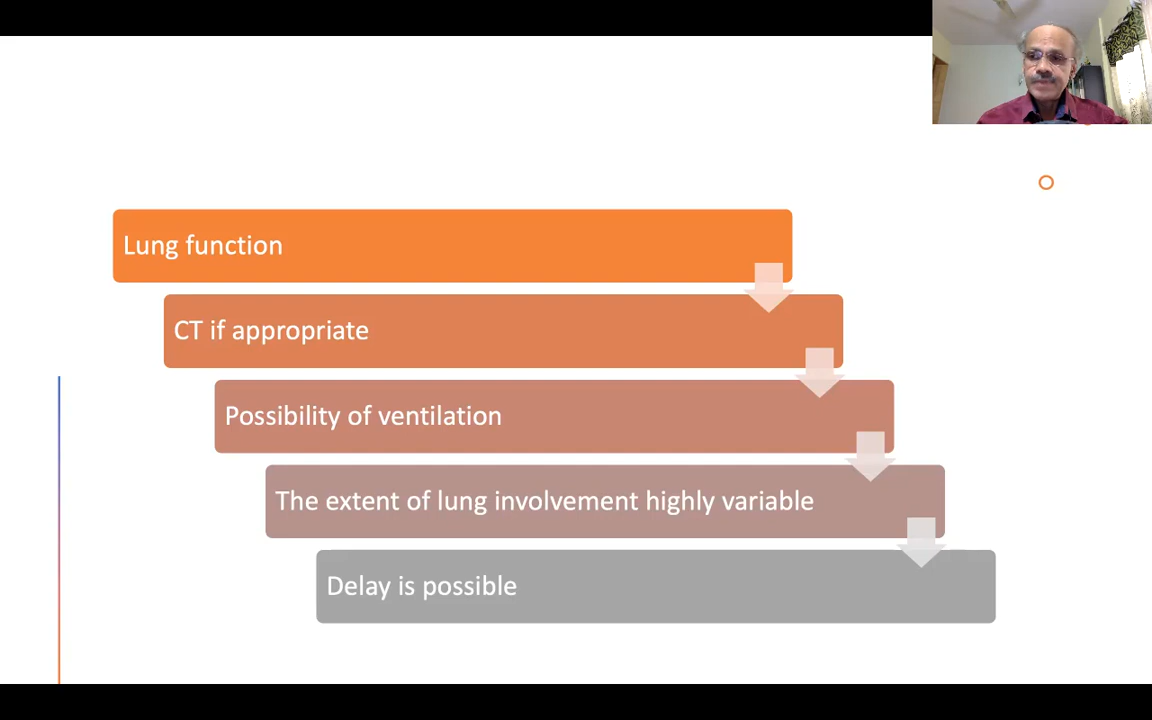 Lung function
CT if appropriate
Possibility of ventilation
The extent of lung involvement highly variable
Delay is possible